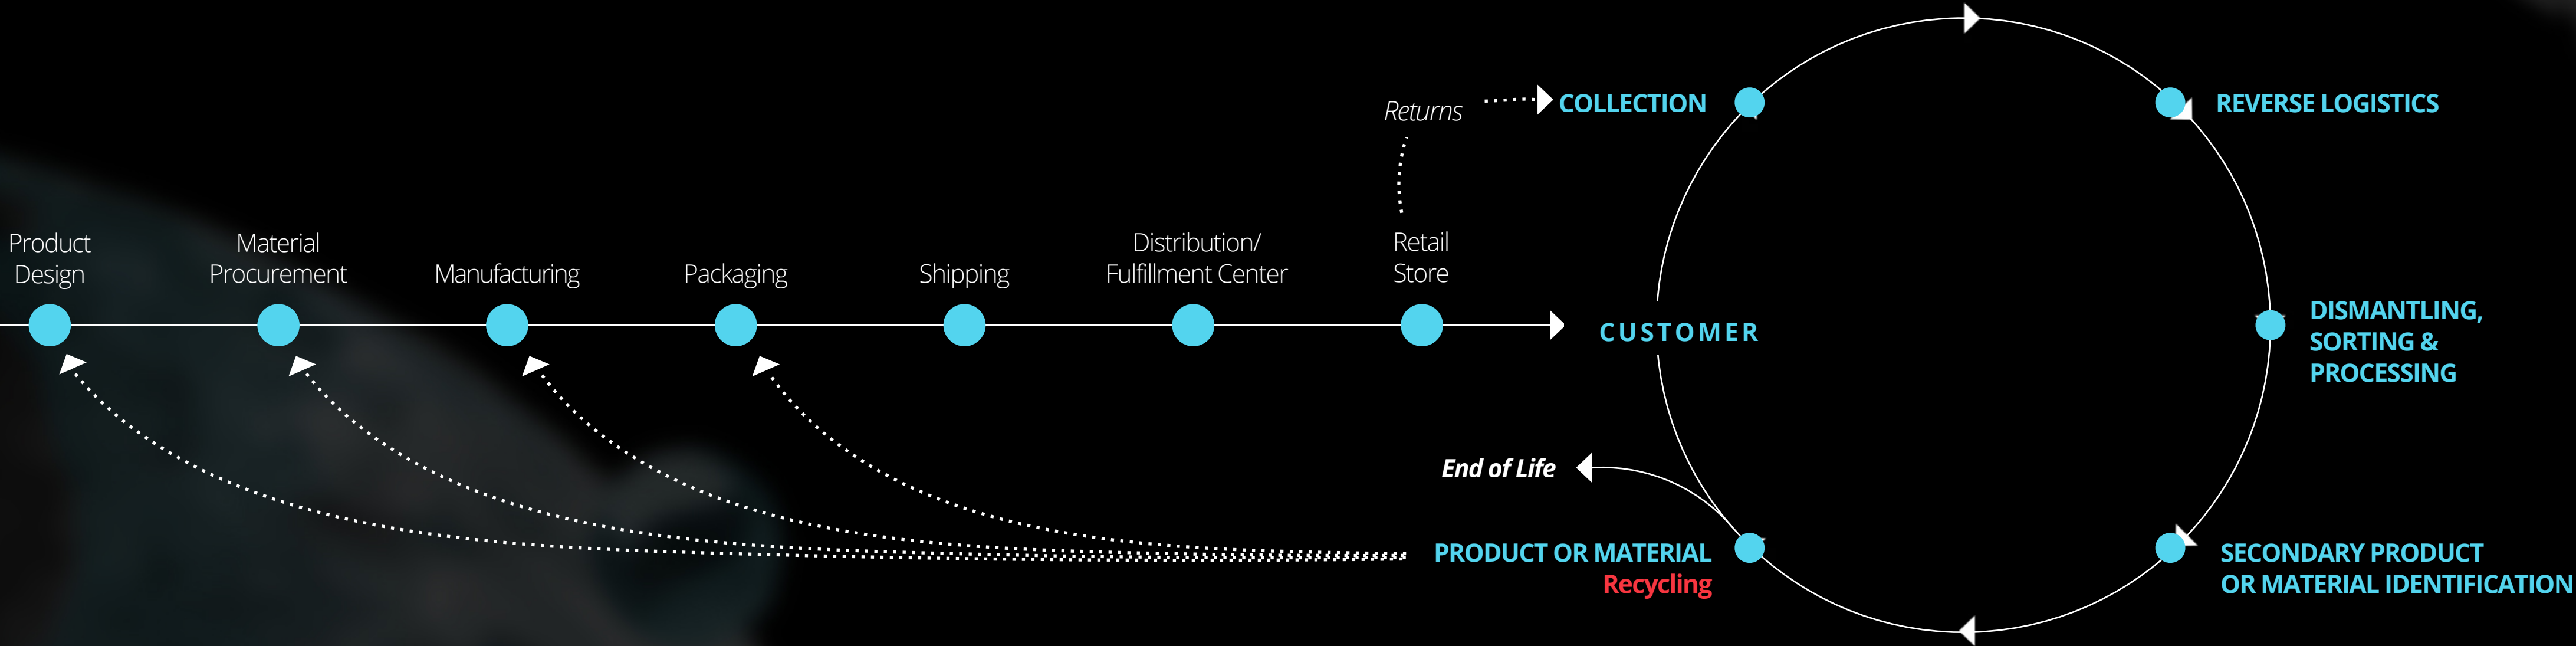 Product
Design
Material
Procurement
Manufacturing
Packaging
Shipping
Distribution/
Fulfillment Center
Retail
Store
Returns
COLLECTION
REVERSE LOGISTICS
CUSTOMER
DISMANTLING,
SORTING &
PROCESSING
End of Life
PRODUCT OR MATERIAL
Recycling
SECONDARY PRODUCT
OR MATERIAL IDENTIFICATION